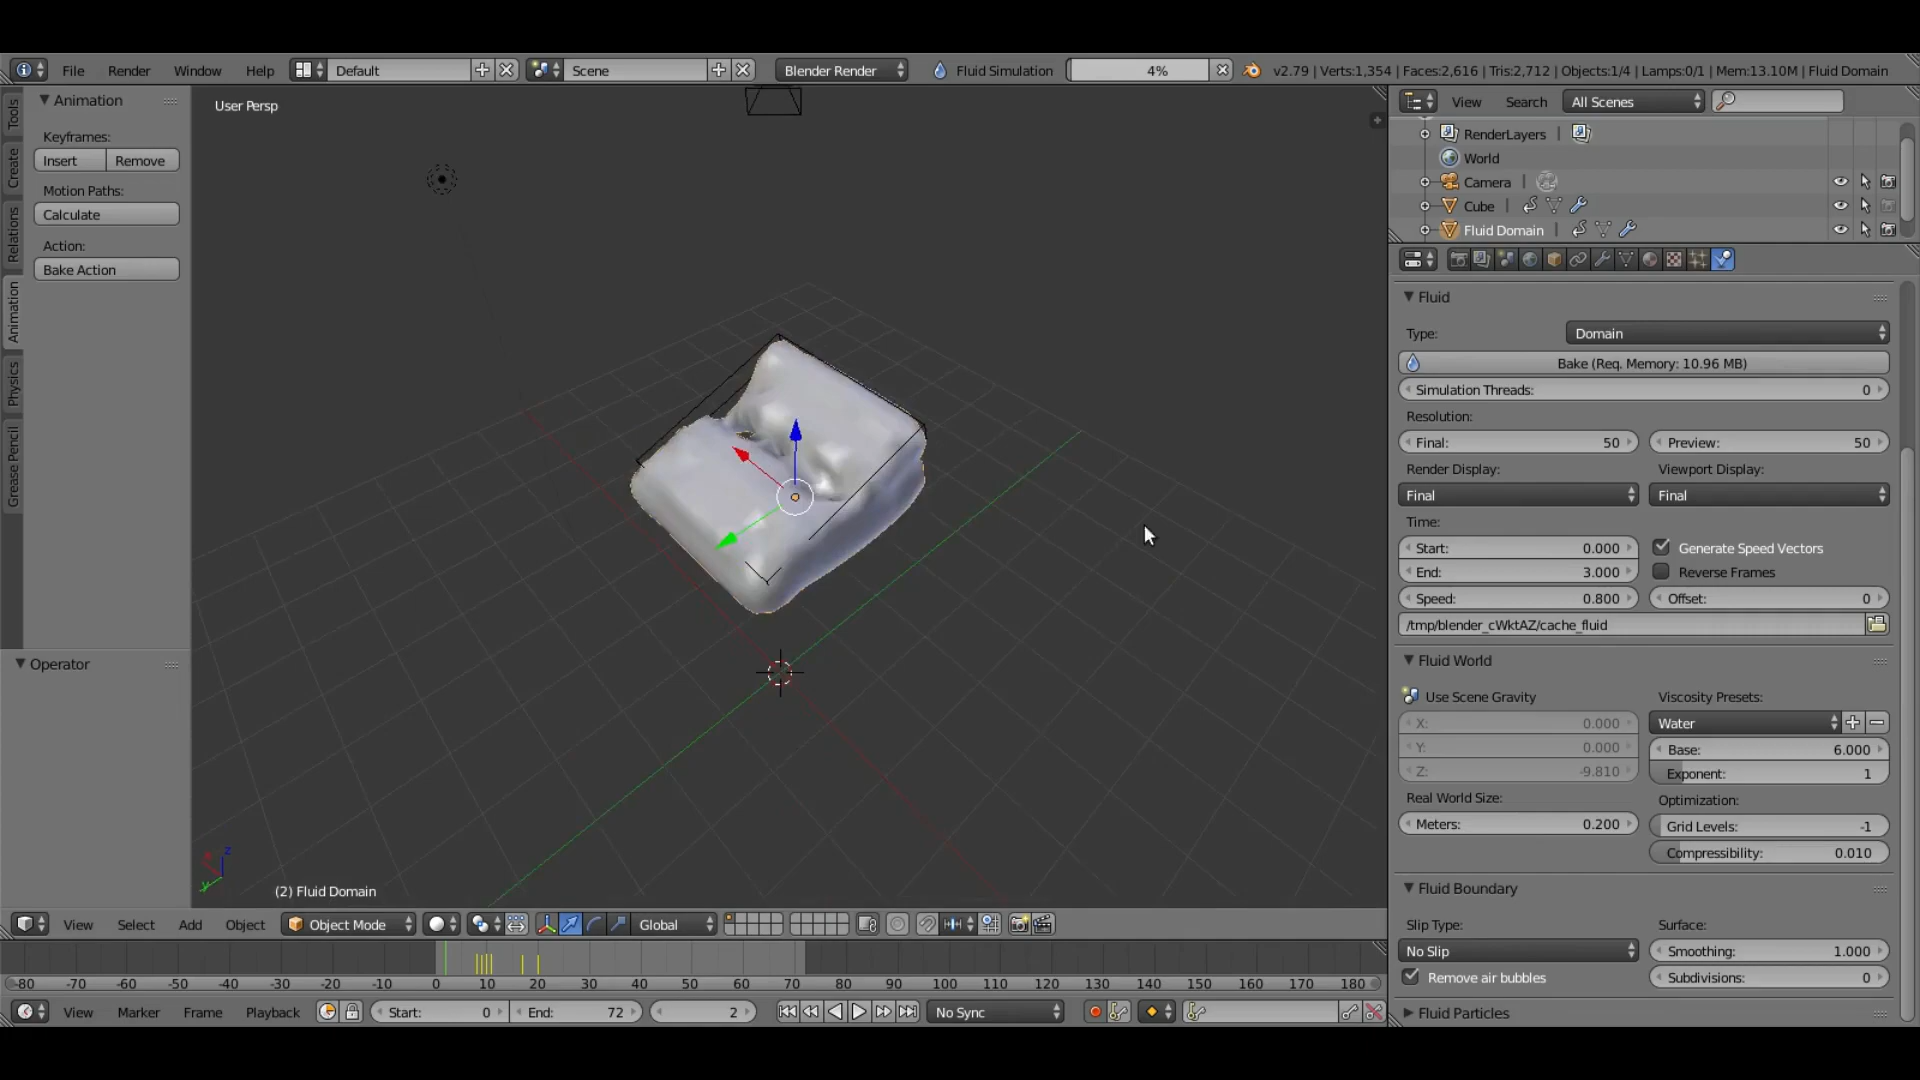 File Render Window Help Default Scene Blender Render Fluid Simulation 4% v2.79 | Verts:1,354 | Faces:2,616 | Tris:2,712 | Objects:1/4 | Lamps:0/1 | Mem:13.10M | Fluid Domain
Tools
Create
Relations
Animation
Physics
Grease Pencil
Animation
Keyframes:
Insert Remove
Motion Paths:
Calculate
Action:
Bake Action
Operator
User Persp
x
y
z
(2) Fluid Domain
View Search All Scenes
RenderLayers
World
Camera
Cube
Fluid Domain
Fluid
Type: Domain
Bake (Req. Memory: 10.96 MB)
Simulation Threads: 0
Resolution:
Final: 50 Preview: 50
Render Display: Viewport Display:
Final Final
Time:
Start: 0.000 Generate Speed Vectors
End: 3.000 Reverse Frames
Speed: 0.800 Offset: 0
/tmp/blender_cWktAZ/cache_fluid
Fluid World
Use Scene Gravity Viscosity Presets:
X: 0.000 Water
Y: 0.000 Base: 6.000
Z: -9.810 Exponent: 1
Real World Size: Optimization:
Meters: 0.200 Grid Levels: -1
Compressibility: 0.010
Fluid Boundary
Slip Type: Surface:
No Slip Smoothing: 1.000
Remove air bubbles Subdivisions: 0
Fluid Particles
View Select Add Object Object Mode Global
-80 -70 -60 -50 -40 -30 -20 -10 0 10 20 30 40 50 60 70 80 90 100 110 120 130 140 150 160 170 180
View Marker Frame Playback Start: 0 End: 72 2 No Sync